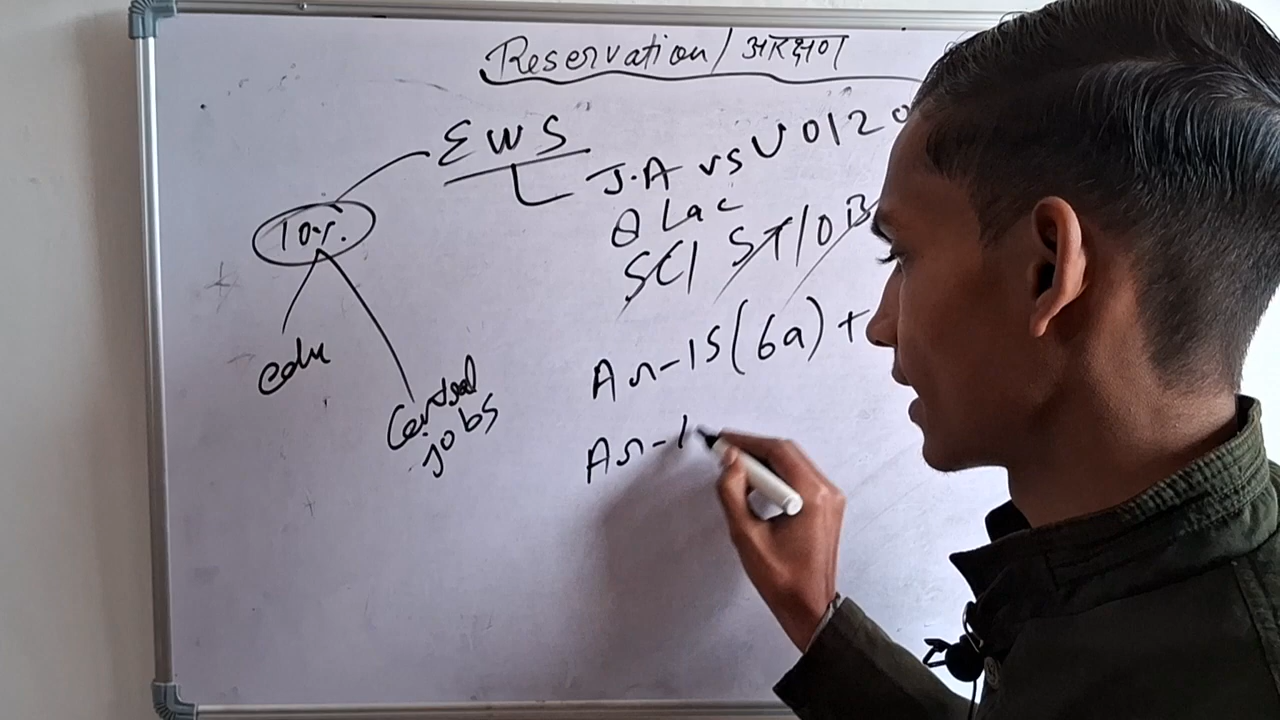 Reservation/आरक्षण
EWS
J.A vs UOI 20
10%
8 Lac
SC/ ST/OB
edu
Ar-15(6a)+
Central
jobs
Ar-1